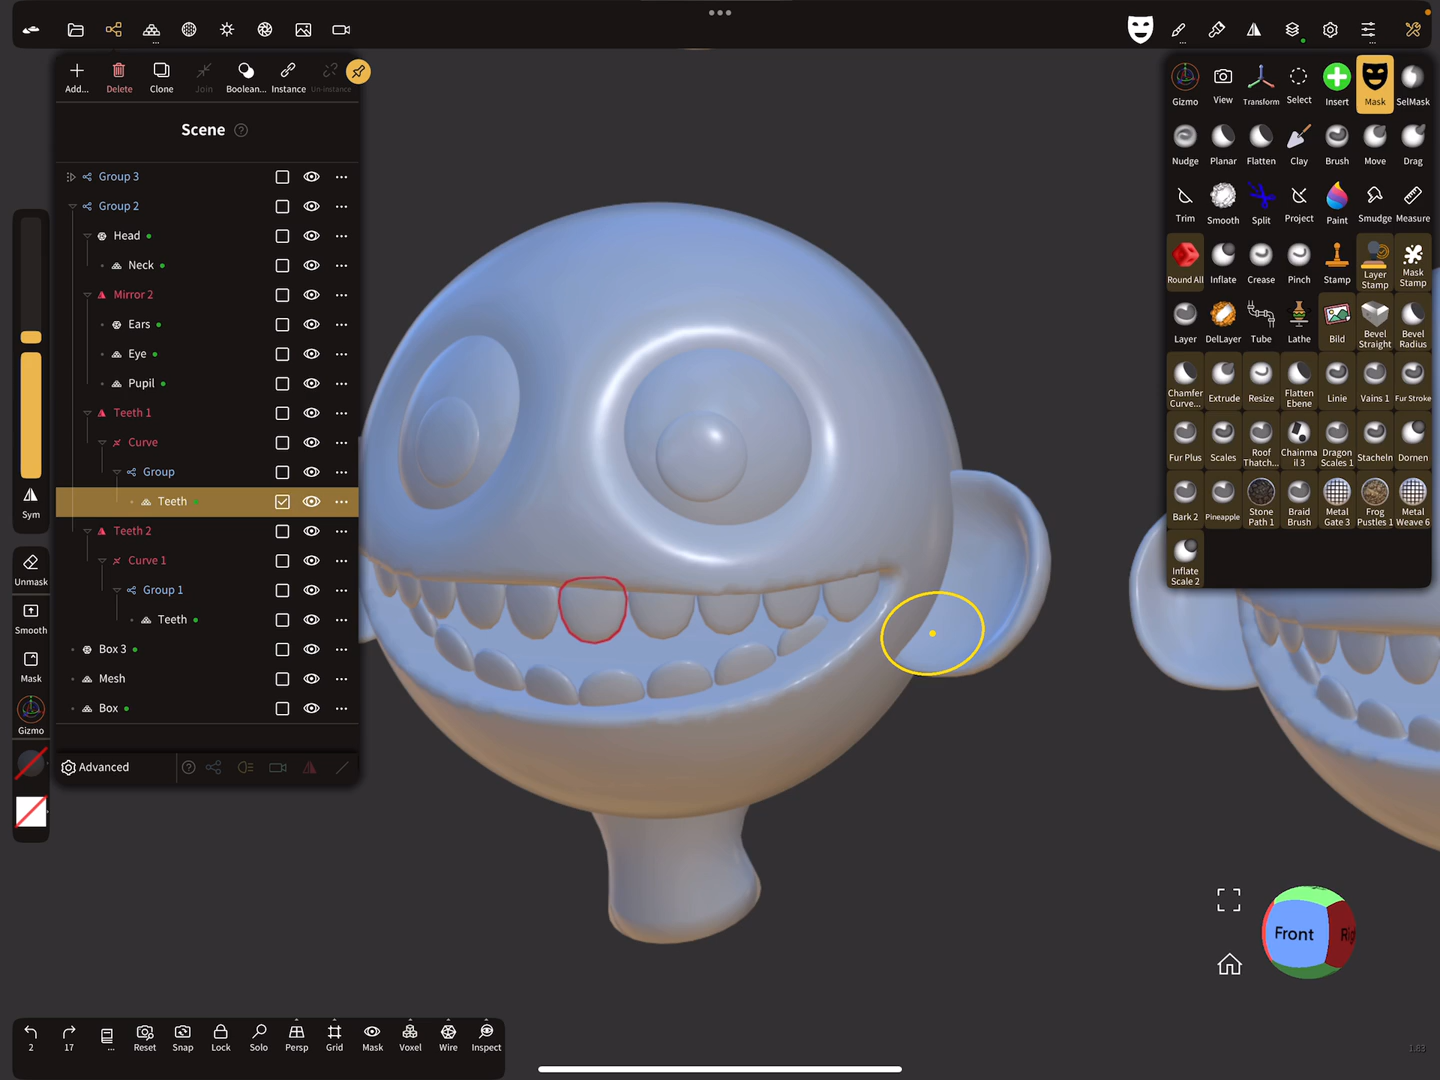 Add...
Delete
Clone
Join
Boolean...
Instance
Un-instance
Scene
Group 3
Group 2
Head
Neck
Mirror 2
Ears
Eye
Pupil
Teeth 1
Curve
Group
Teeth
Teeth 2
Curve 1
Group 1
Teeth
Box 3
Mesh
Box
Advanced
Sym
Unmask
Smooth
Mask
Gizmo
Gizmo View Transform Select Insert Mask SelMask
Nudge Planar Flatten Clay Brush Move Drag
Trim Smooth Split Project Paint Smudge Measure
Round All Inflate Crease Pinch Stamp Layer Stamp Mask Stamp
Layer DelLayer Tube Lathe Bild Bevel Straight Bevel Radius
Chamfer Curve... Extrude Resize Flatten Ebene Linie Vains 1 Fur Stroke
Fur Plus Scales Roof Thatch... Chainma il 3 Dragon Scales 1 Stacheln Dornen
Bark 2 Pineapple Stone Path 1 Braid Brush Metal Gate 3 Frog Pustles 1 Metal Weave 6
Inflate Scale 2
Front
2 17 ... Reset Snap Lock Solo Persp Grid Mask Voxel Wire Inspect
1.83